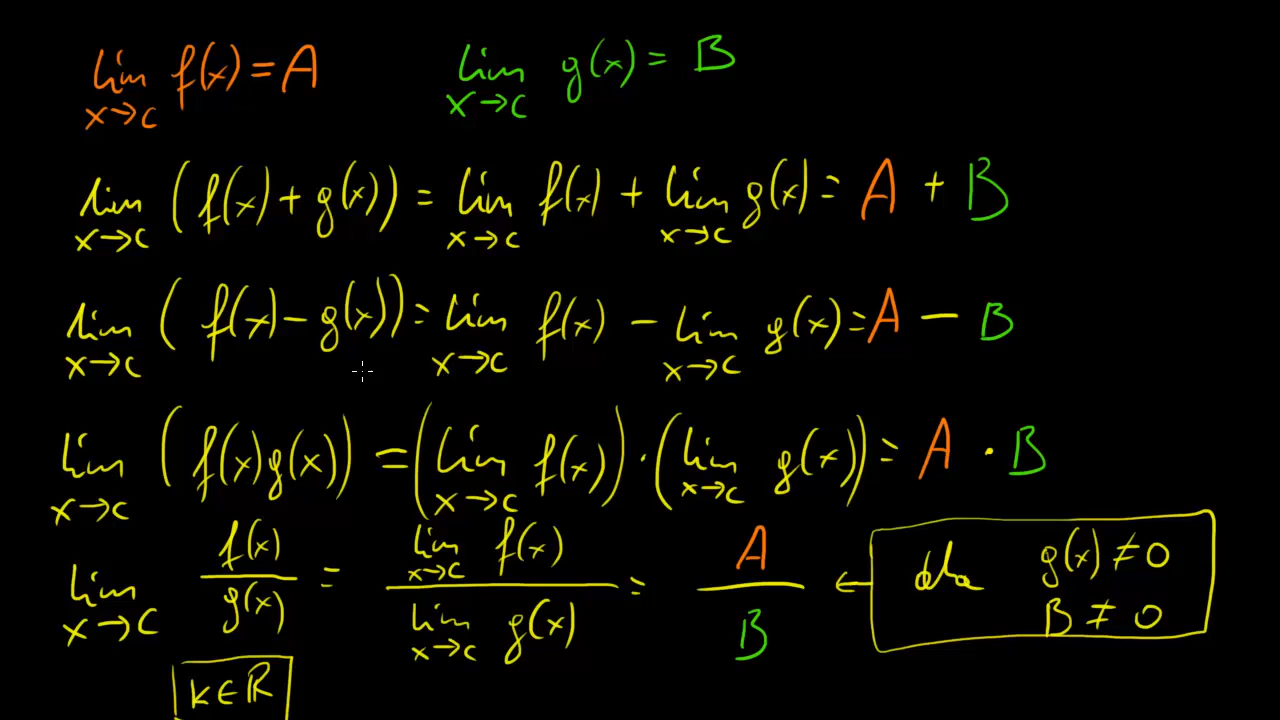 lim x→c f(x) = A lim x→c g(x) = B
lim x→c (f(x) + g(x)) = lim x→c f(x) + lim x→c g(x) = A + B
lim x→c (f(x) - g(x)) = lim x→c f(x) - lim x→c g(x) = A - B
lim x→c (f(x)g(x)) = (lim x→c f(x)) · (lim x→c g(x)) = A · B
lim x→c f(x)/g(x) = lim x→c f(x) / lim x→c g(x) = A/B ← dla g(x) ≠ 0
B ≠ 0
k∈ℝ